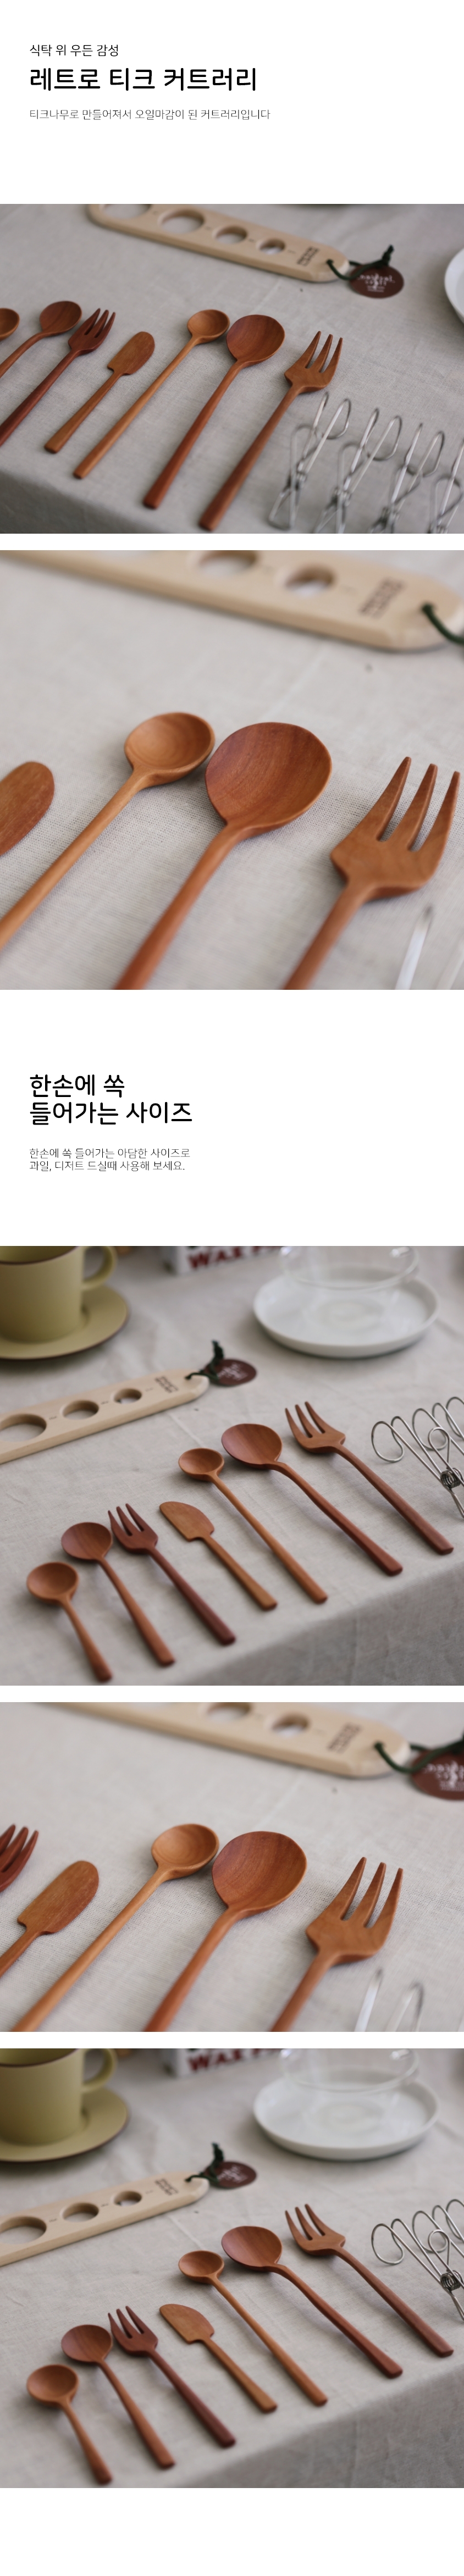 식탁 위 우든 감성
레트로 티크 커트러리
티크나무로 만들어져서 오일마감이 된 커트러리입니다
한손에 쏙
들어가는 사이즈
한손에 쏙 들어가는 아담한 사이즈로
과일, 디저트 드실때 사용해 보세요.